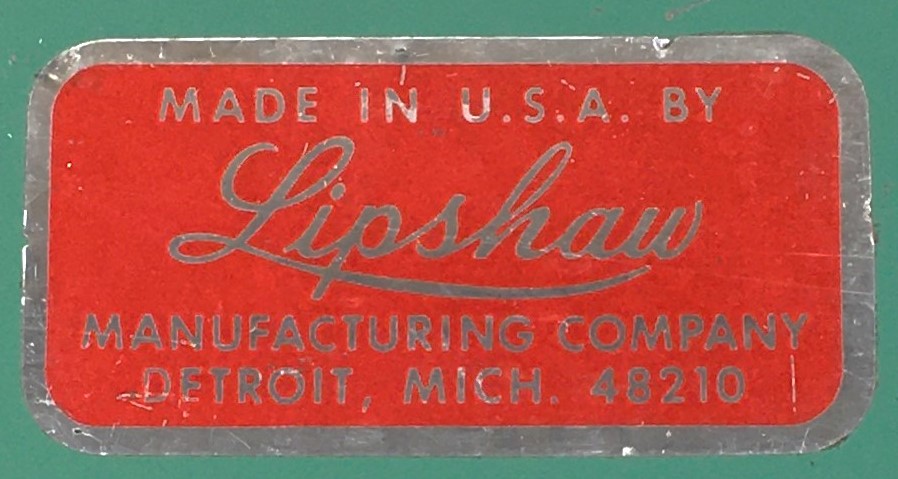 MADE IN U.S.A. BY
Lipshaw
MANUFACTURING COMPANY
DETROIT, MICH. 48210